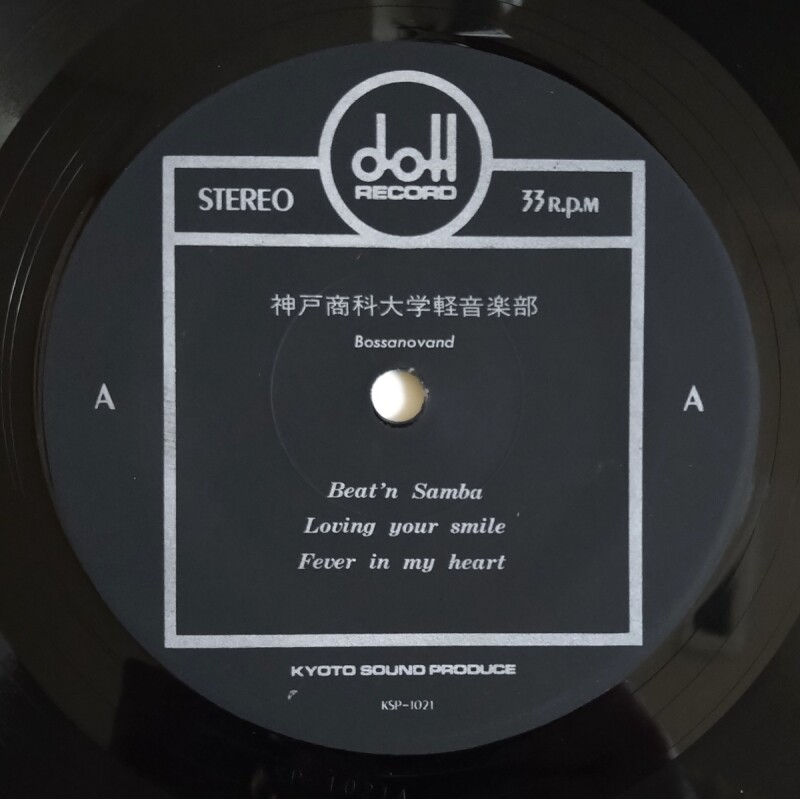 doll
RECORD
STEREO
33 R.P.M
神戸商科大学軽音楽部
Bossanovand
A
A
Beat'n Samba
Loving your smile
Fever in my heart
KYOTO SOUND PRODUCE
KSP-1021